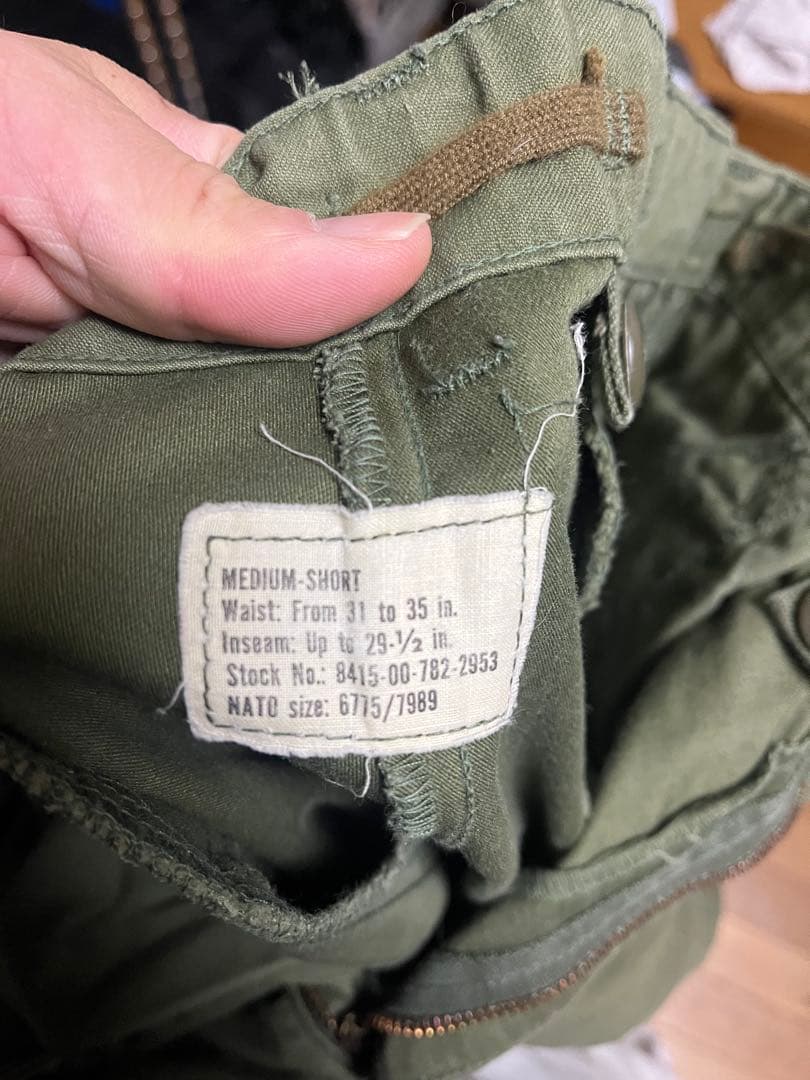 MEDIUM-SHORT
Waist: From 31 to 35 in.
Inseam: Up to 29-1/2 in.
Stock No.: 8415-00-782-2953
NATO size: 6775/7989